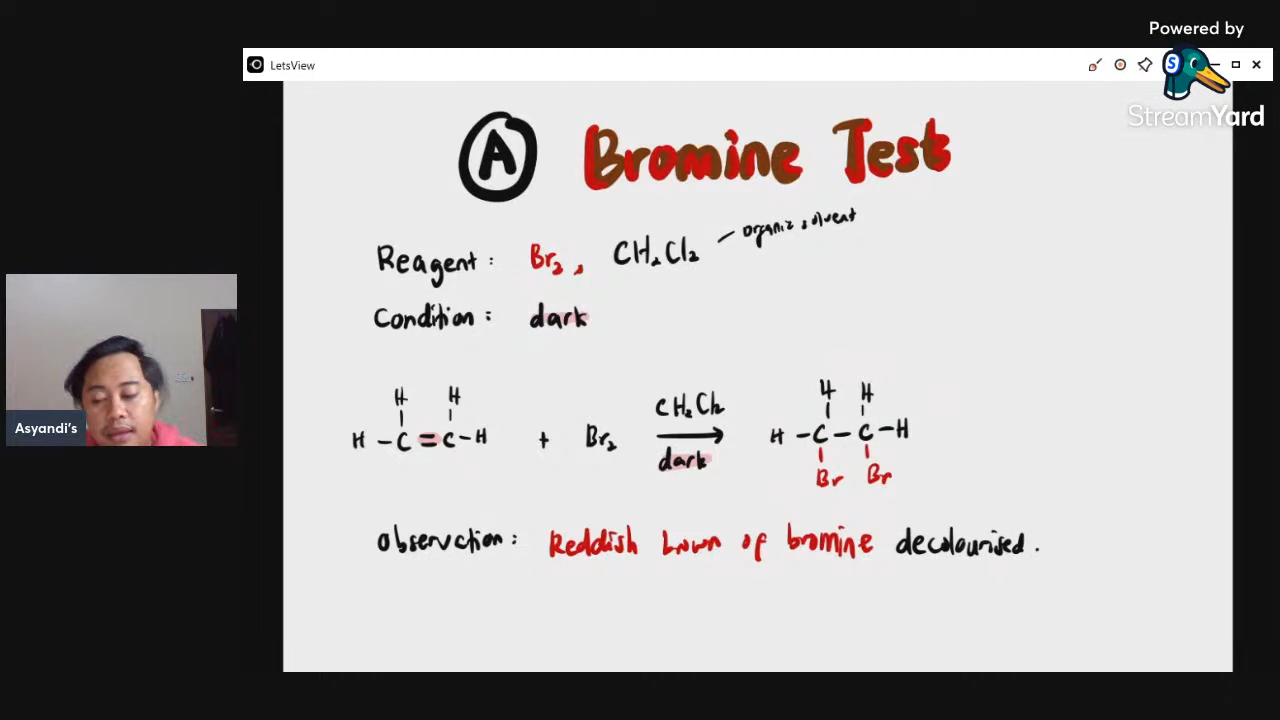 Powered by
StreamYard
LetsView
A Bromine Test
organic solvent
Reagent : Br2 , CH2Cl2
Condition : dark
H H CH2Cl2 H H
H - C = C - H + Br2 → H - C - C - H
dark Br Br
Asyandi's
Observation : Reddish brown of bromine decolourised .